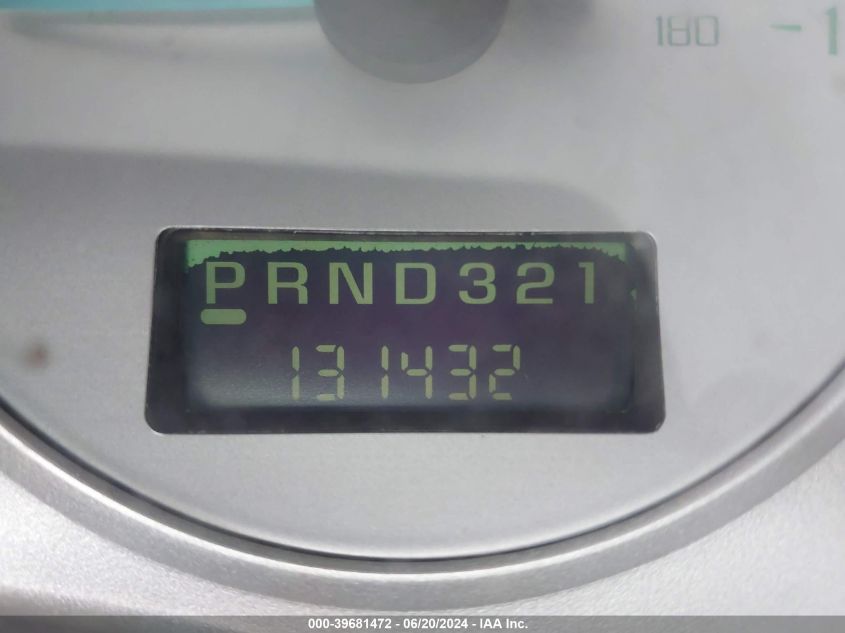 180
PRND321
131432
000-39681472 - 06/20/2024 - IAA Inc.